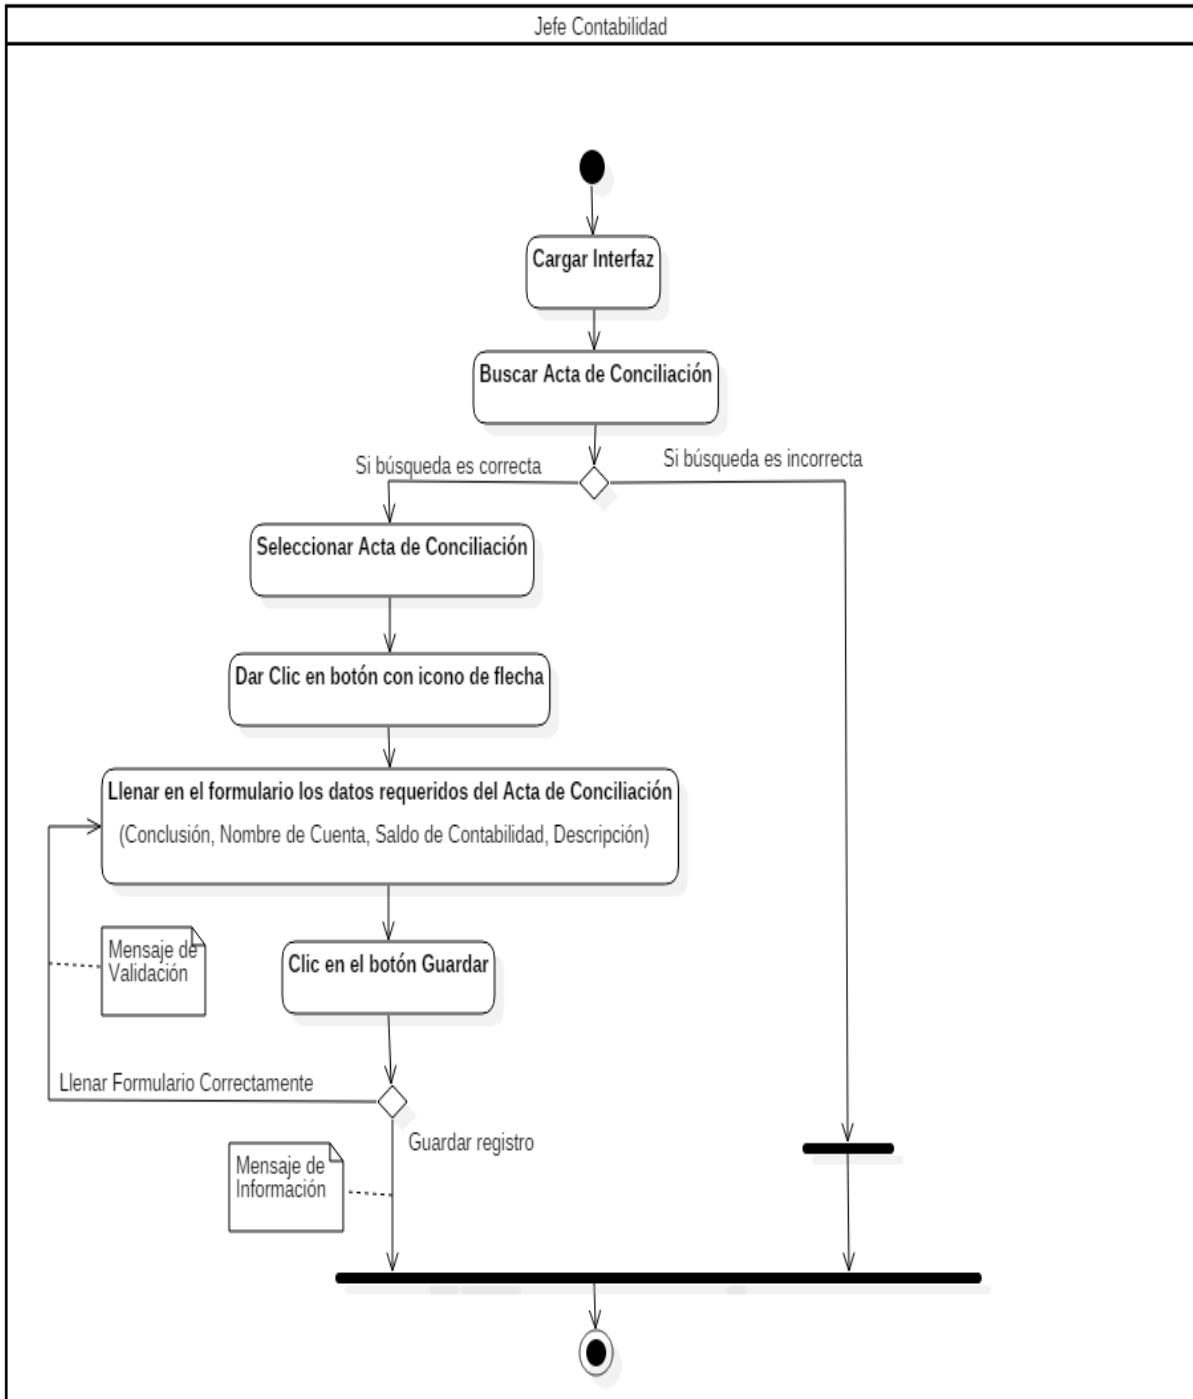 Jefe Contabilidad
Cargar Interfaz
Buscar Acta de Conciliación
Si búsqueda es correcta
Si búsqueda es incorrecta
Seleccionar Acta de Conciliación
Dar Clic en botón con icono de flecha
Llenar en el formulario los datos requeridos del Acta de Conciliación
(Conclusión, Nombre de Cuenta, Saldo de Contabilidad, Descripción)
Mensaje de
Validación
Clic en el botón Guardar
Llenar Formulario Correctamente
Guardar registro
Mensaje de
Información